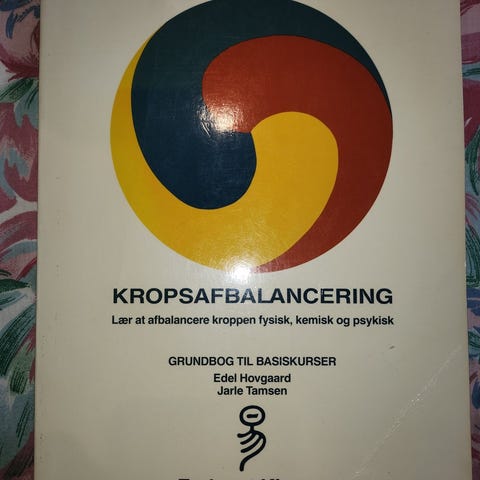 KROPSAFBALANCERING
Lær at afbalancere kroppen fysisk, kemisk og psykisk
GRUNDBOG TIL BASISKURSER
Edel Hovgaard
Jarle Tamsen